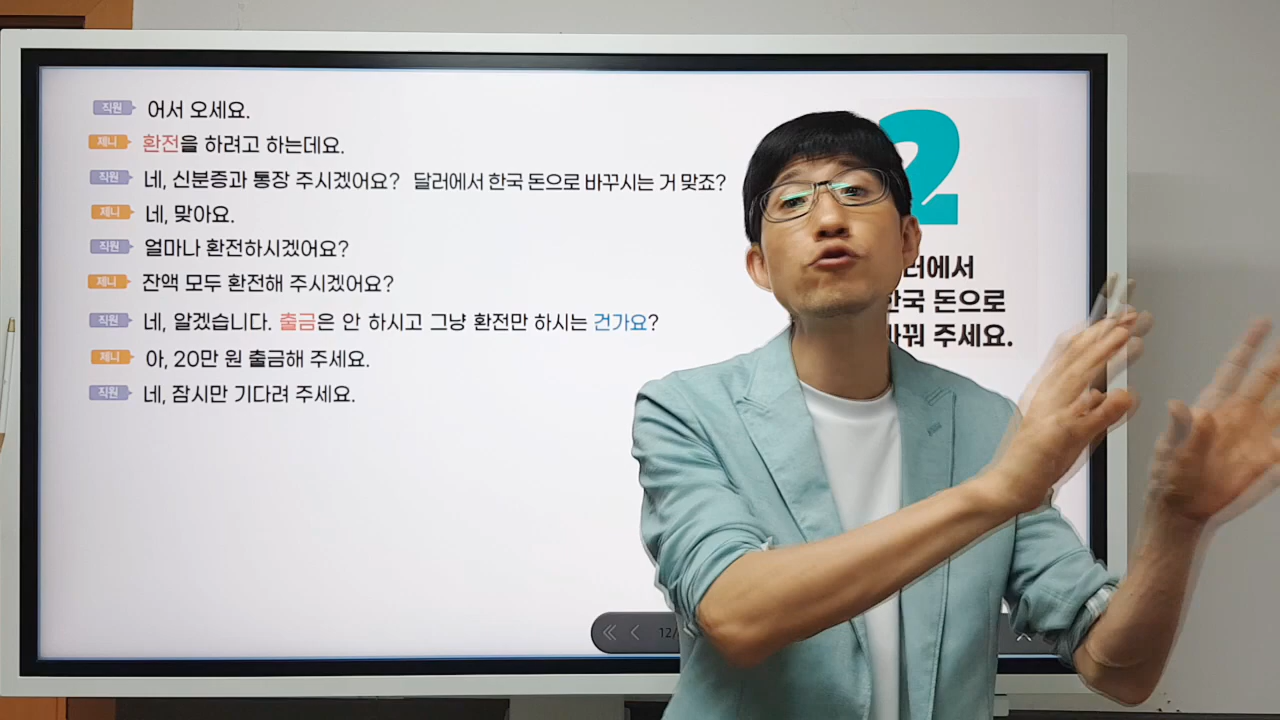 직원 어서 오세요.
제니 환전을 하려고 하는데요.
직원 네, 신분증과 통장 주시겠어요? 달러에서 한국 돈으로 바꾸시는 거 맞죠?
제니 네, 맞아요.
직원 얼마나 환전하시겠어요?
제니 잔액 모두 환전해 주시겠어요?
직원 네, 알겠습니다. 출금은 안 하시고 그냥 환전만 하시는 건가요?
제니 아, 20만 원 출금해 주세요.
직원 네, 잠시만 기다려 주세요.
2
러에서
한국 돈으로
바꿔 주세요.
12/